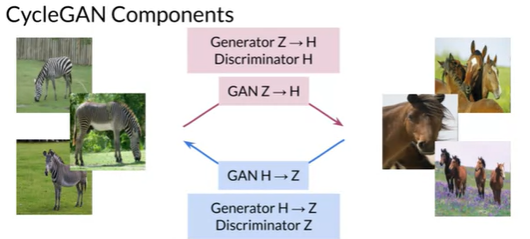 CycleGAN Components
Generator Z → H
Discriminator H
GAN Z → H
GAN H → Z
Generator H → Z
Discriminator Z